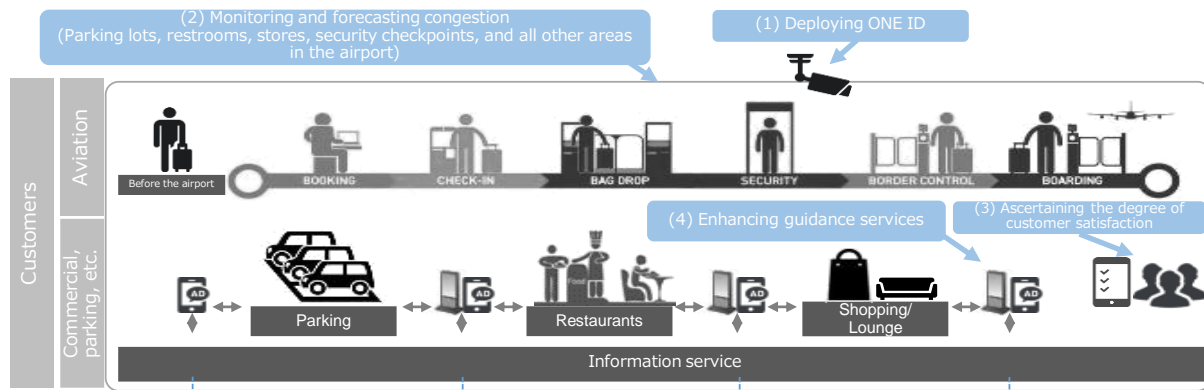 (2) Monitoring and forecasting congestion
(Parking lots, restrooms, stores, security checkpoints, and all other areas
in the airport)
(1) Deploying ONE ID
Customers
Aviation
Before the airport
BOOKING
CHECK-IN
BAG DROP
SECURITY
BORDER CONTROL
BOARDING
Commercial,
parking, etc.
(4) Enhancing guidance services
(3) Ascertaining the degree of
customer satisfaction
AD
Parking
AD
Food
Restaurants
AD
Shopping/
Lounge
AD
Information service